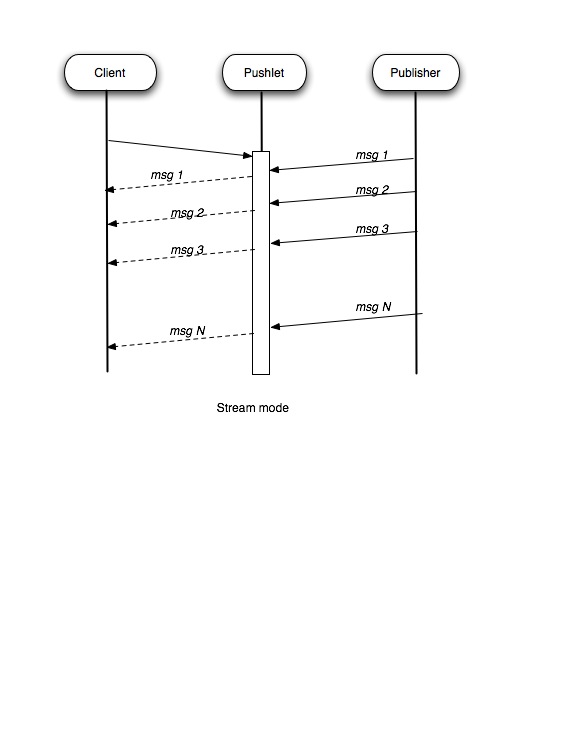 Client
Pushlet
Publisher
msg 1
msg 1
msg 2
msg 2
msg 3
msg 3
msg N
msg N
Stream mode